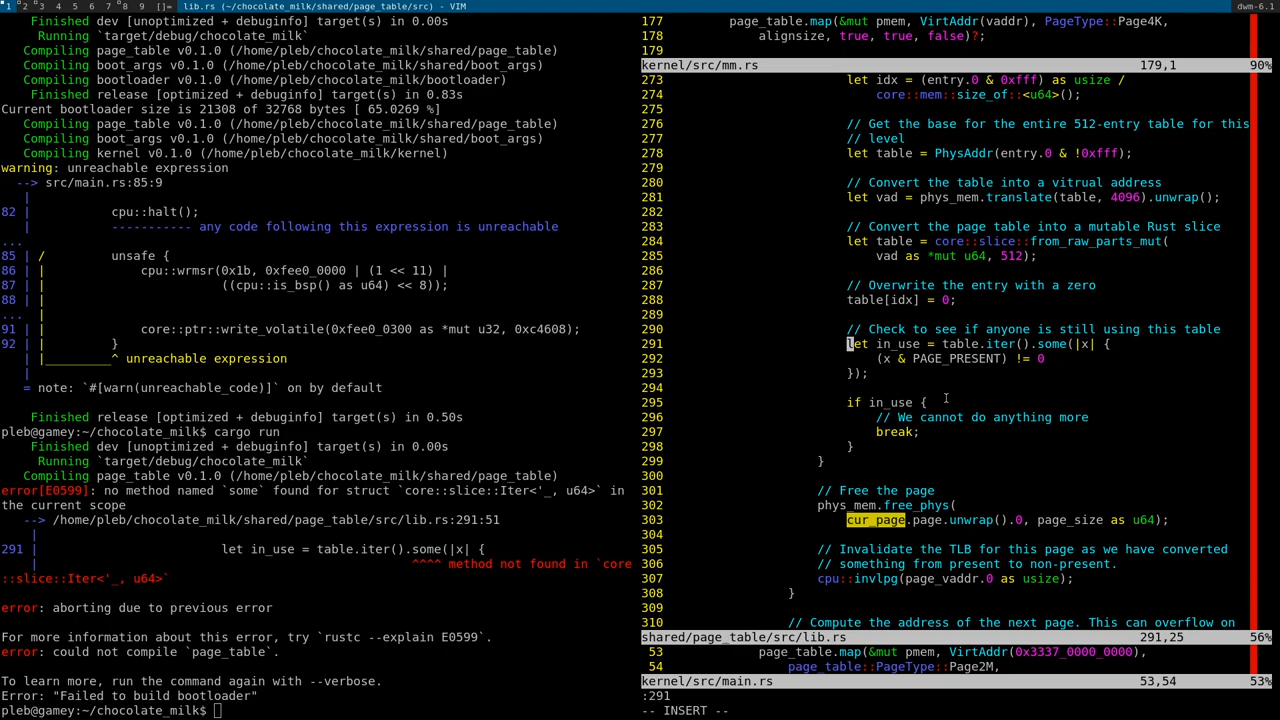 1 2 3 4 5 6 7 8 9 []= lib.rs (~/chocolate_milk/shared/page_table/src) - VIM dwm-6.1
Finished dev [unoptimized + debuginfo] target(s) in 0.00s
Running `target/debug/chocolate_milk`
Compiling page_table v0.1.0 (/home/pleb/chocolate_milk/shared/page_table)
Compiling boot_args v0.1.0 (/home/pleb/chocolate_milk/shared/boot_args)
Compiling bootloader v0.1.0 (/home/pleb/chocolate_milk/bootloader)
Finished release [optimized + debuginfo] target(s) in 0.83s
Current bootloader size is 21308 of 32768 bytes [ 65.0269 %]
Compiling page_table v0.1.0 (/home/pleb/chocolate_milk/shared/page_table)
Compiling boot_args v0.1.0 (/home/pleb/chocolate_milk/shared/boot_args)
Compiling kernel v0.1.0 (/home/pleb/chocolate_milk/kernel)
warning: unreachable expression
--> src/main.rs:85:9
|
82 | cpu::halt();
| ----------- any code following this expression is unreachable
...
85 | / unsafe {
86 | | cpu::wrmsr(0x1b, 0xfee0_0000 | (1 << 11) |
87 | | ((cpu::is_bsp() as u64) << 8));
88 | |
... |
91 | | core::ptr::write_volatile(0xfee0_0300 as *mut u32, 0xc4608);
92 | | }
| |_________^ unreachable expression
|
= note: `#[warn(unreachable_code)]` on by default
Finished release [optimized + debuginfo] target(s) in 0.50s
pleb@gamey:~/chocolate_milk$ cargo run
Finished dev [unoptimized + debuginfo] target(s) in 0.00s
Running `target/debug/chocolate_milk`
Compiling page_table v0.1.0 (/home/pleb/chocolate_milk/shared/page_table)
error[E0599]: no method named `some` found for struct `core::slice::Iter<'_, u64>` in
the current scope
--> /home/pleb/chocolate_milk/shared/page_table/src/lib.rs:291:51
|
291 | let in_use = table.iter().some(|x| {
| ^^^^ method not found in `core
::slice::Iter<'_, u64>`
error: aborting due to previous error
For more information about this error, try `rustc --explain E0599`.
error: could not compile `page_table`.
To learn more, run the command again with --verbose.
Error: "Failed to build bootloader"
pleb@gamey:~/chocolate_milk$
177 page_table.map(&mut pmem, VirtAddr(vaddr), PageType::Page4K,
178 alignsize, true, true, false)?;
179
kernel/src/mm.rs 179,1 90%
273 let idx = (entry.0 & 0xfff) as usize /
274 core::mem::size_of::<u64>();
275
276 // Get the base for the entire 512-entry table for this
277 // level
278 let table = PhysAddr(entry.0 & !0xfff);
279
280 // Convert the table into a vitrual address
281 let vad = phys_mem.translate(table, 4096).unwrap();
282
283 // Convert the page table into a mutable Rust slice
284 let table = core::slice::from_raw_parts_mut(
285 vad as *mut u64, 512);
286
287 // Overwrite the entry with a zero
288 table[idx] = 0;
289
290 // Check to see if anyone is still using this table
291 let in_use = table.iter().some(|x| {
292 (x & PAGE_PRESENT) != 0
293 });
294
295 if in_use {
296 // We cannot do anything more
297 break;
298 }
299 }
300
301 // Free the page
302 phys_mem.free_phys(
303 cur_page.page.unwrap().0, page_size as u64);
304
305 // Invalidate the TLB for this page as we have converted
306 // something from present to non-present.
307 cpu::invlpg(page_vaddr.0 as usize);
308 }
309
310 // Compute the address of the next page. This can overflow on
shared/page_table/src/lib.rs 291,25 56%
53 page_table.map(&mut pmem, VirtAddr(0x3337_0000_0000),
54 page_table::PageType::Page2M,
kernel/src/main.rs 53,54 53%
:291
-- INSERT --